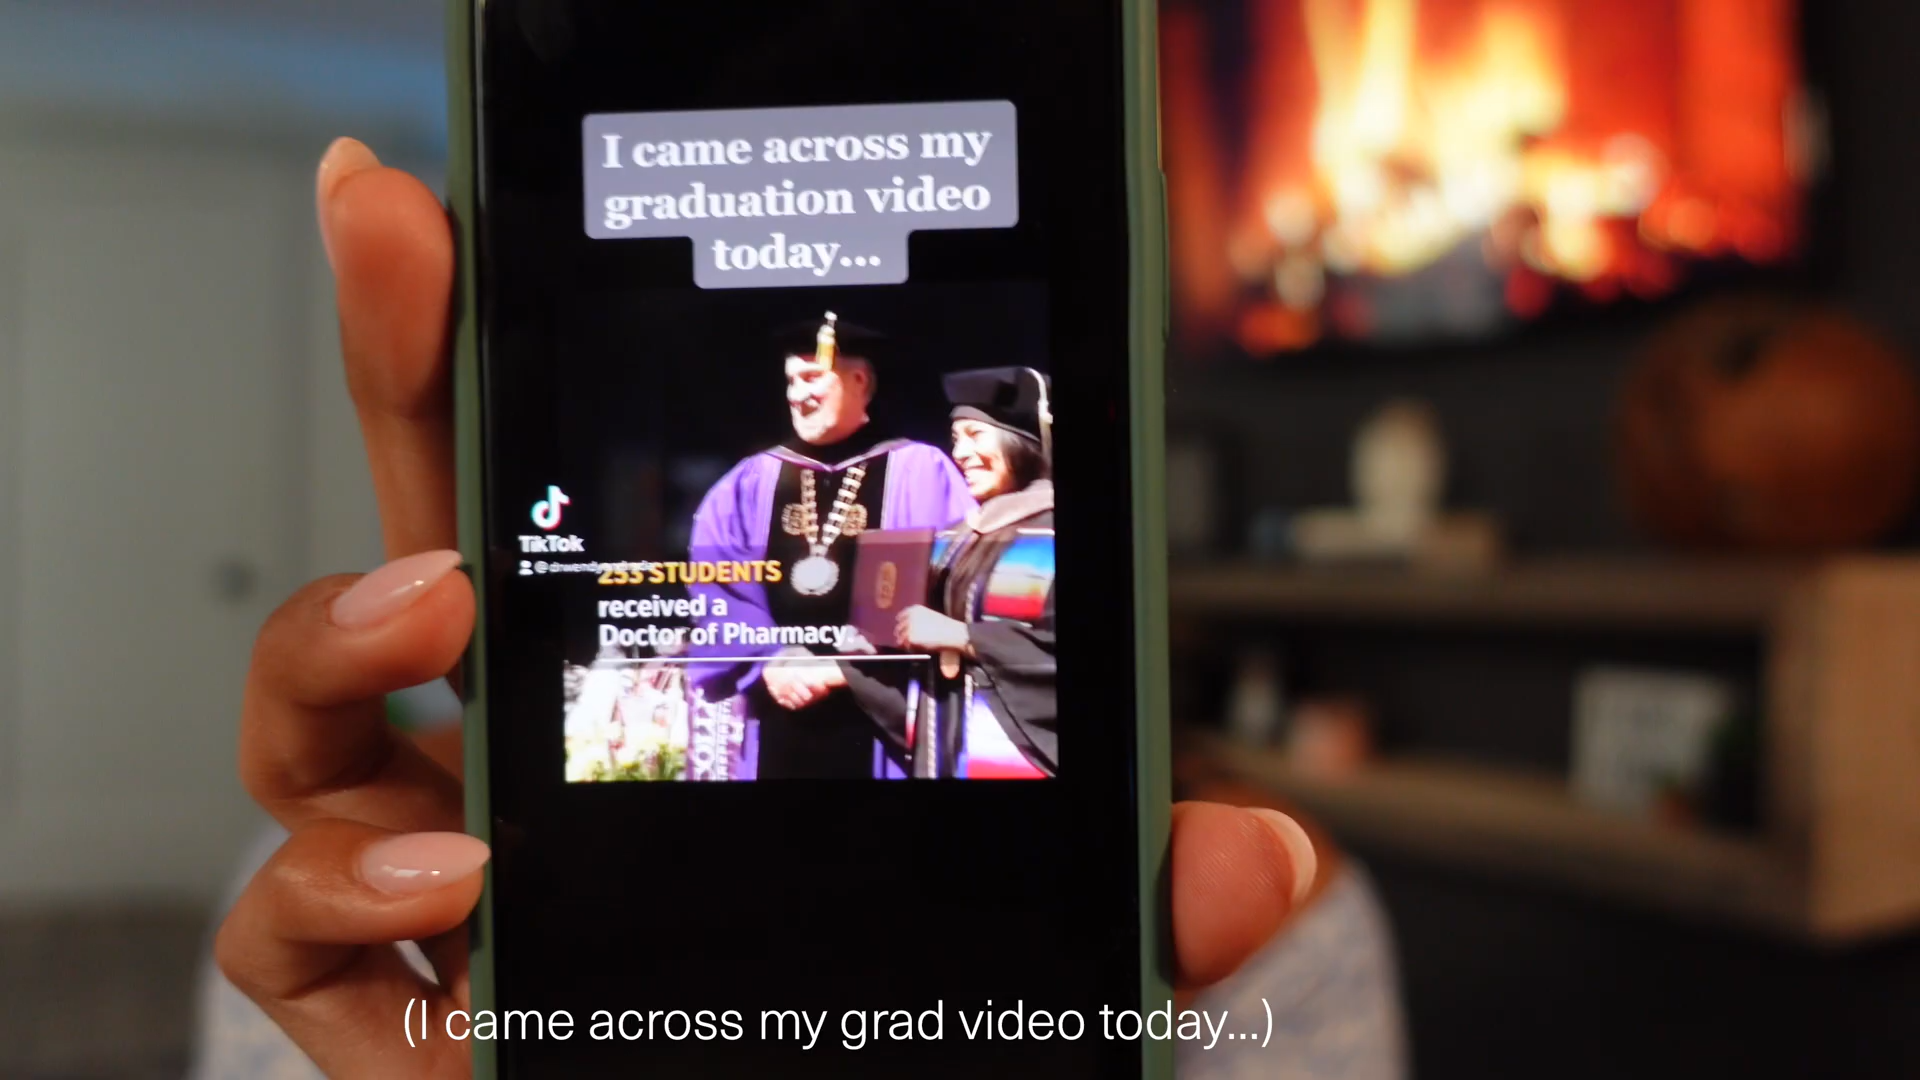 I came across my
graduation video
today...
TikTok
253 STUDENTS
received a
Doctor of Pharmacy.
(I came across my grad video today...)